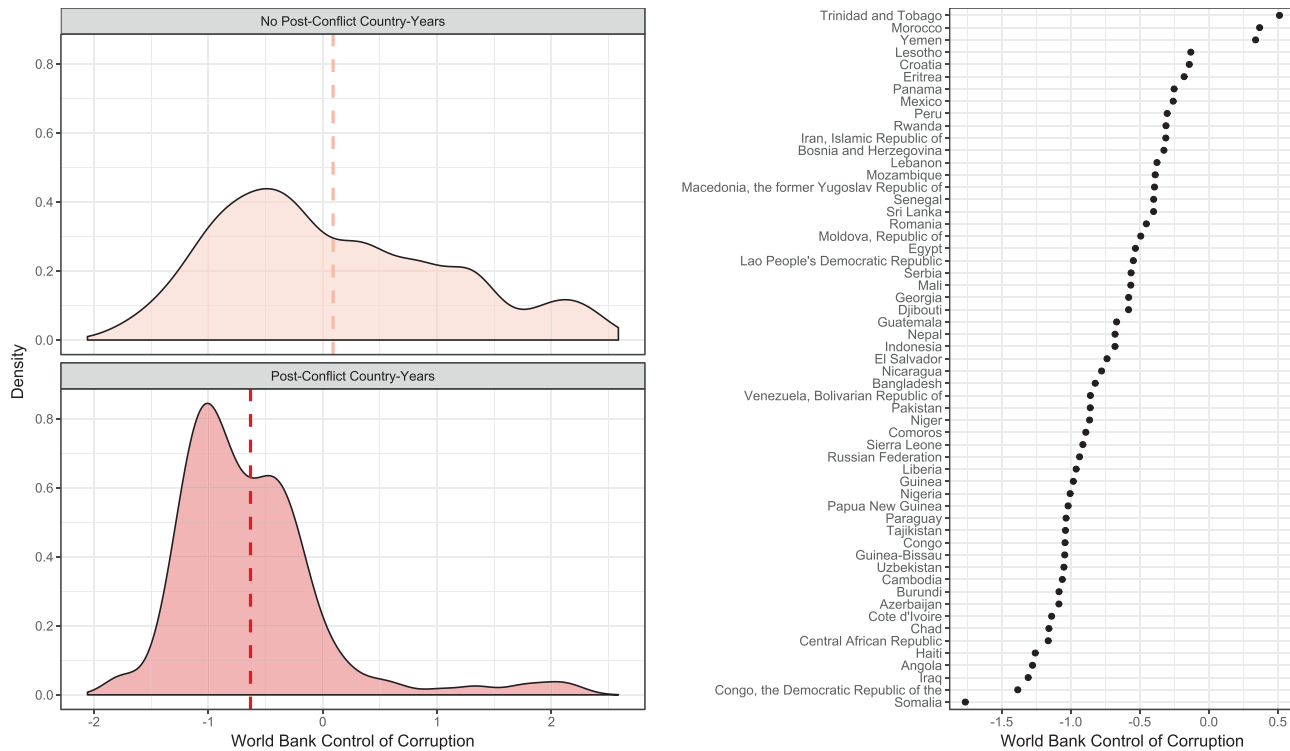 No Post-Conflict Country-Years
0.8
0.6
0.4
0.2
0.0
Density
Post-Conflict Country-Years
0.8
0.6
0.4
0.2
0.0
-2
-1
0
1
2
World Bank Control of Corruption
Trinidad and Tobago
Morocco
Yemen
Lesotho
Croatia
Eritrea
Panama
Mexico
Peru
Rwanda
Iran, Islamic Republic of
Bosnia and Herzegovina
Lebanon
Mozambique
Macedonia, the former Yugoslav Republic of
Senegal
Sri Lanka
Romania
Moldova, Republic of
Egypt
Lao People's Democratic Republic
Serbia
Mali
Georgia
Djibouti
Guatemala
Nepal
Indonesia
El Salvador
Nicaragua
Bangladesh
Venezuela, Bolivarian Republic of
Pakistan
Niger
Comoros
Sierra Leone
Russian Federation
Liberia
Guinea
Nigeria
Papua New Guinea
Paraguay
Tajikistan
Congo
Guinea-Bissau
Uzbekistan
Cambodia
Burundi
Azerbaijan
Cote d'Ivoire
Chad
Central African Republic
Haiti
Angola
Iraq
Congo, the Democratic Republic of the
Somalia
-1.5
-1.0
-0.5
0.0
0.5
World Bank Control of Corruption